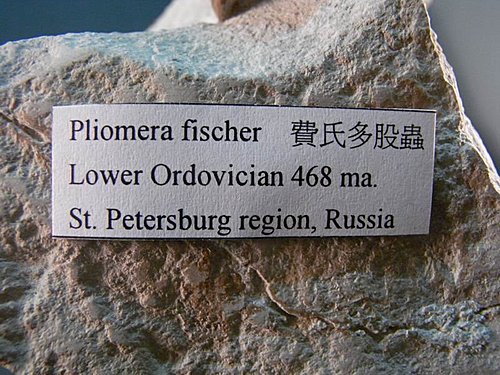 Pliomera fischer 費氏多股蟲
Lower Ordovician 468 ma.
St. Petersburg region, Russia